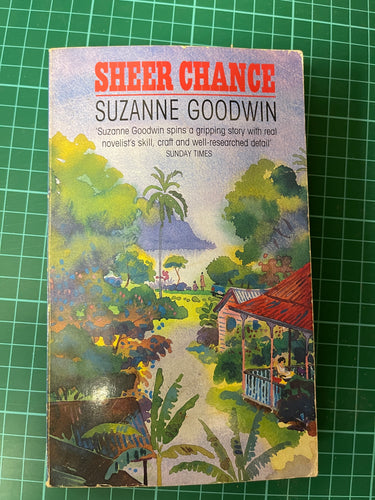 SHEER CHANCE
SUZANNE GOODWIN
'Suzanne Goodwin spins a gripping story with real
novelist's skill, craft and well-researched detail'
SUNDAY TIMES